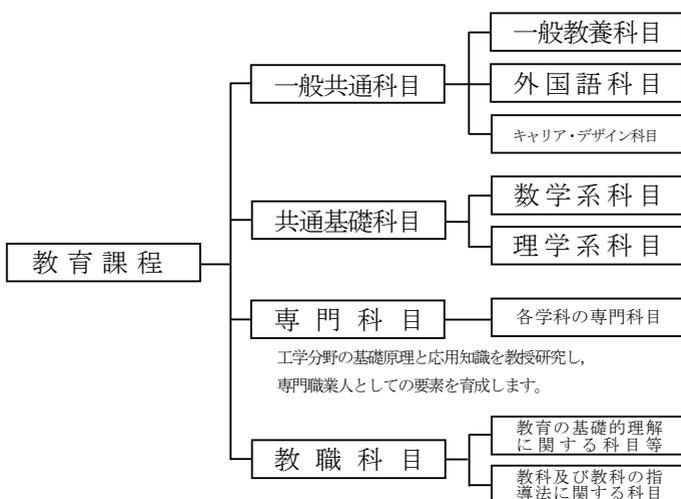 一般教養科目
一般共通科目
外国語科目
キャリア・デザイン科目
数学系科目
共通基礎科目
理学系科目
教育課程
専門科目
各学科の専門科目
工学分野の基礎原理と応用知識を教授研究し,
専門職業人としての要素を育成します。
教育の基礎的理解
に関する科目等
教職科目
教科及び教科の指
導法に関する科目